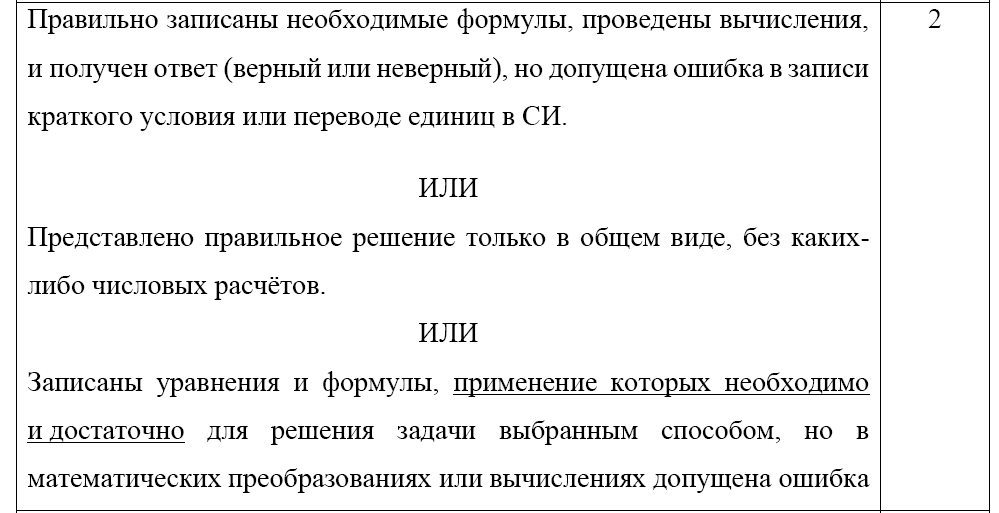 Правильно записаны необходимые формулы, проведены вычисления, 2
и получен ответ (верный или неверный), но допущена ошибка в записи
краткого условия или переводе единиц в СИ.
ИЛИ
Представлено правильное решение только в общем виде, без каких-
либо числовых расчётов.
ИЛИ
Записаны уравнения и формулы, применение которых необходимо
и достаточно для решения задачи выбранным способом, но в
математических преобразованиях или вычислениях допущена ошибка